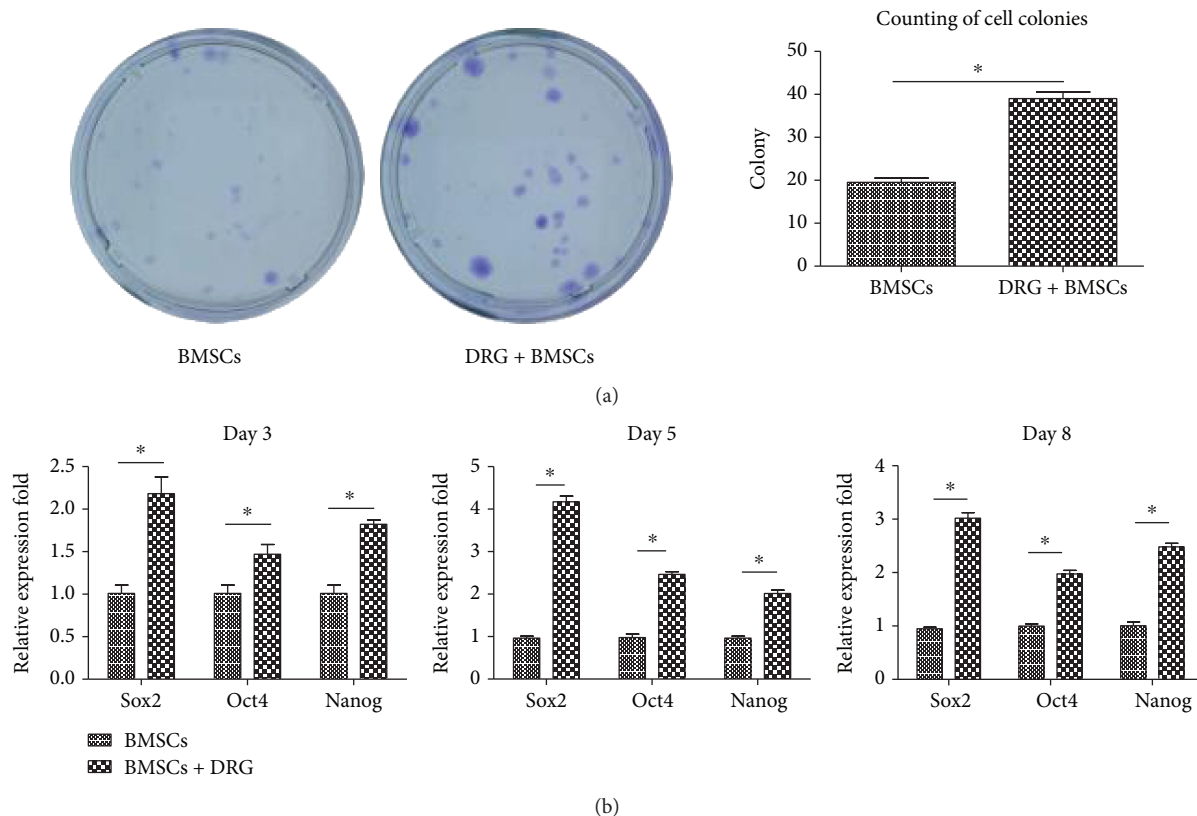 Counting of cell colonies
50
40
30
20
10
0
Colony
*
BMSCs
DRG + BMSCs
BMSCs
DRG + BMSCs
(a)
Day 3
Relative expression fold
2.5
2.0
1.5
1.0
0.5
0.0
*
*
*
Sox2
Oct4
Nanog
Day 5
Relative expression fold
5
4
3
2
1
0
*
*
*
Sox2
Oct4
Nanog
Day 8
Relative expression fold
4
3
2
1
0
*
*
*
Sox2
Oct4
Nanog
BMSCs
BMSCs + DRG
(b)